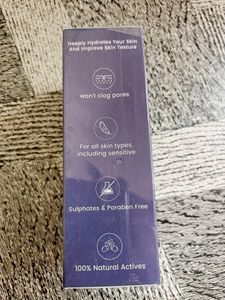 Deeply Hydrates Your Skin
And Improve Skin Texture
won't clog pores
For all skin types,
including sensitive
Sulphates & Paraben Free
100% Natural Actives